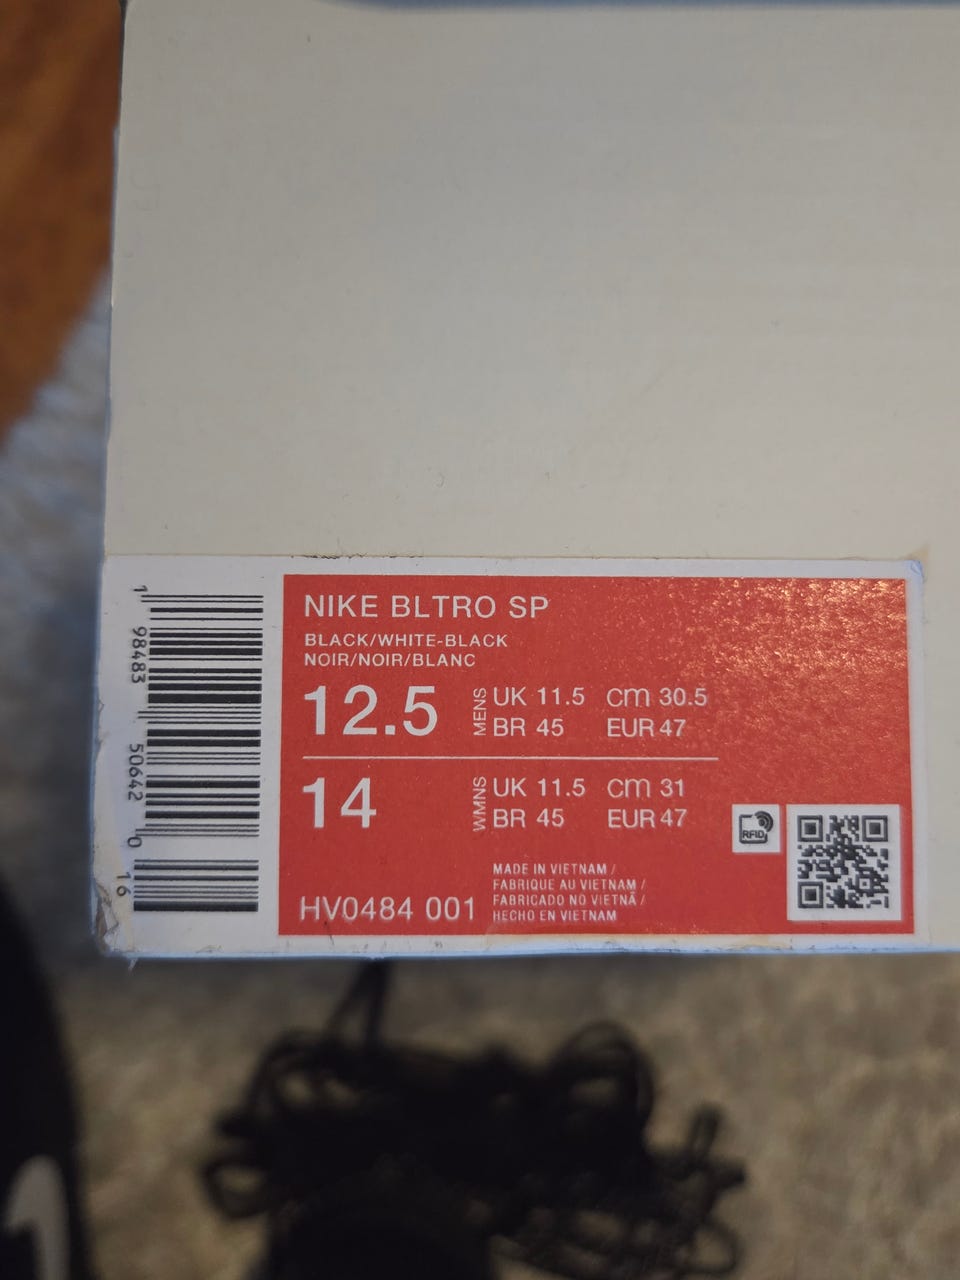 NIKE BLTRO SP
BLACK/WHITE-BLACK
NOIR/NOIR/BLANC
12.5 MENS UK 11.5 cm 30.5
BR 45 EUR 47
14 WMNS UK 11.5 cm 31
BR 45 EUR 47
RFID
HV0484 001
MADE IN VIETNAM /
FABRIQUE AU VIETNAM /
FABRICADO NO VIETNÃ /
HECHO EN VIETNAM
1 98483 50642 0 16